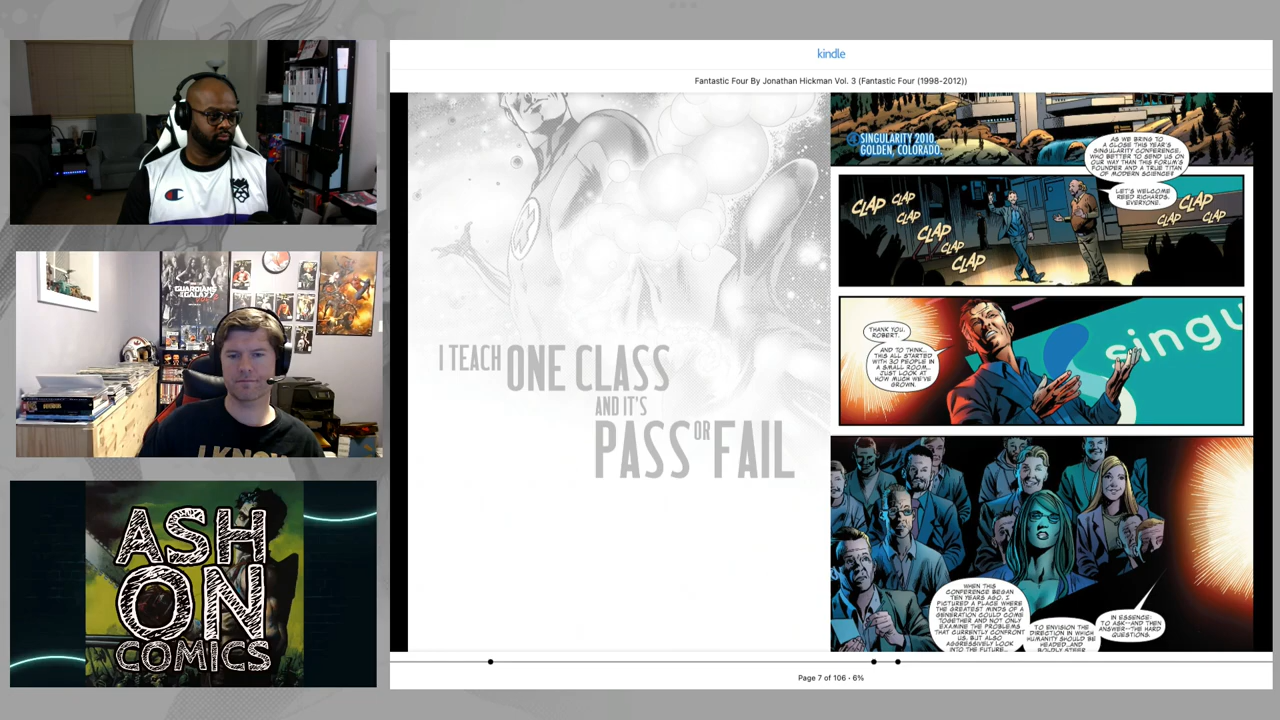 kindle
Fantastic Four By Jonathan Hickman Vol. 3 (Fantastic Four (1998-2012))
I TEACH ONE CLASS
AND IT'S
PASS OR FAIL
SINGULARITY 2010.
GOLDEN, COLORADO.
AS WE BRING TO
A CLOSE THIS YEAR'S
SINGULARITY CONFERENCE,
WHO BETTER TO SEND US ON
OUR WAY THAN THIS FORUM'S
FOUNDER AND A TRUE TITAN
OF MODERN SCIENCE?
LET'S WELCOME
REED RICHARDS,
EVERYONE.
CLAP
CLAP
CLAP
CLAP
CLAP
CLAP
CLAP
CLAP
CLAP
THANK YOU,
ROBERT.
AND TO THINK...
THIS ALL STARTED
WITH 30 PEOPLE IN
A SMALL ROOM...
JUST LOOK AT
HOW MUCH WE'VE
GROWN.
singu
WHEN THIS
CONFERENCE BEGAN
TEN YEARS AGO, I
PICTURED A PLACE WHERE
THE GREATEST MINDS OF A
GENERATION COULD COME
TOGETHER AND NOT ONLY
EXAMINE THE PROBLEMS
THAT CURRENTLY CONFRONT
US, BUT ALSO
AGGRESSIVELY LOOK
INTO THE FUTURE...
TO ENVISION THE
DIRECTION IN WHICH
HUMANITY SHOULD BE
HEADED...AND
BOLDLY STEER
IN ESSENCE:
TO ASK--AND THEN
ANSWER--THE HARD
QUESTIONS.
Page 7 of 106 · 6%
GUARDIANS
OF THE
GALAXY
I KNOW
ASH
ON
COMICS